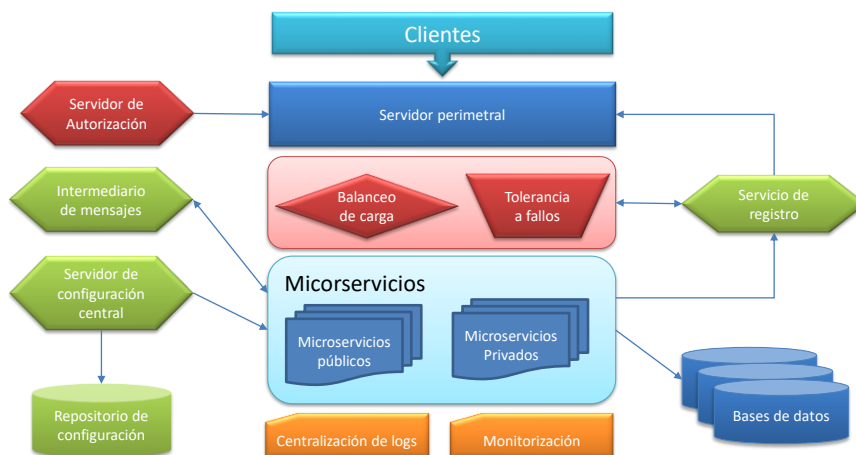 Clientes
Servidor de
Autorización
Servidor perimetral
Intermediario
de mensajes
Balanceo
de carga
Tolerancia
a fallos
Servicio de
registro
Servidor de
configuración
central
Micorservicios
Microservicios
públicos
Microservicios
Privados
Repositorio de
configuración
Bases de datos
Centralización de logs
Monitorización